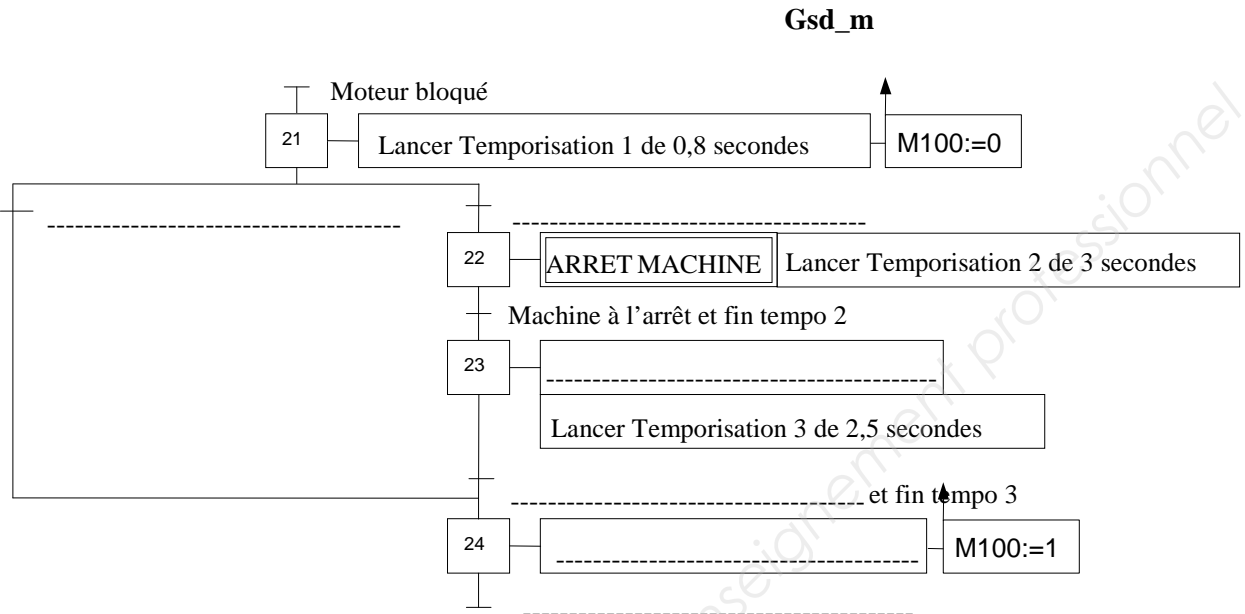 Gsd_m
Moteur bloqué
21
Lancer Temporisation 1 de 0,8 secondes
M100:=0
22
ARRET MACHINE
Lancer Temporisation 2 de 3 secondes
Machine à l'arrêt et fin tempo 2
23
Lancer Temporisation 3 de 2,5 secondes
et fin tempo 3
24
M100:=1